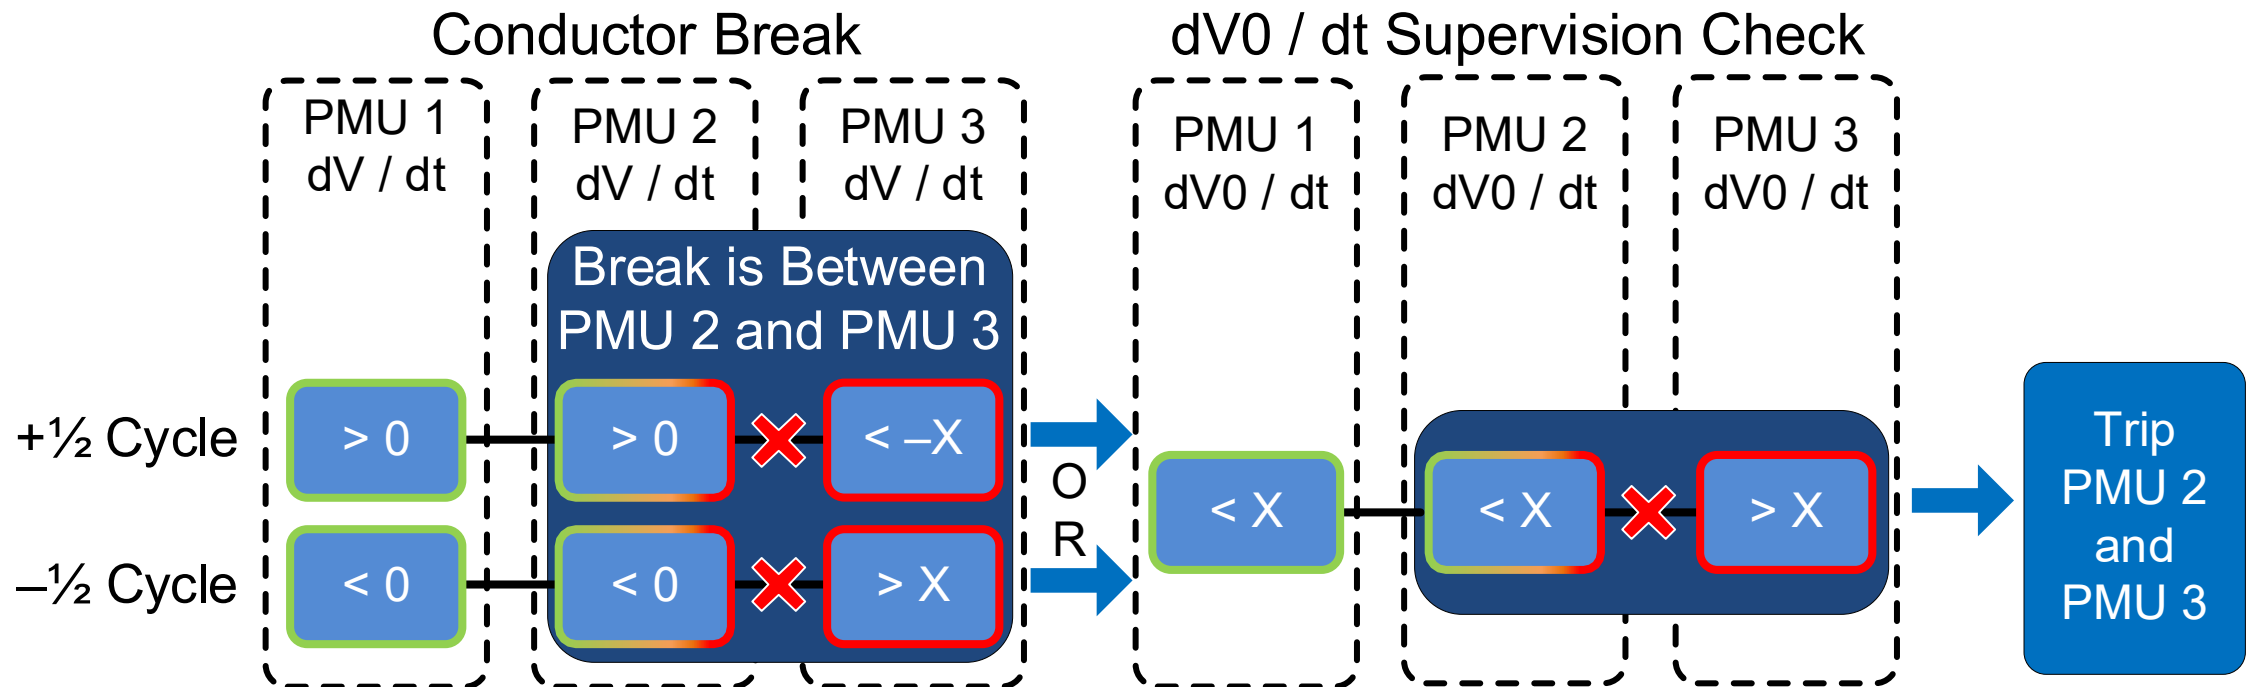 Conductor Break
dV0 / dt Supervision Check
PMU 1
dV / dt
PMU 2
dV / dt
PMU 3
dV / dt
PMU 1
dV0 / dt
PMU 2
dV0 / dt
PMU 3
dV0 / dt
Break is Between
PMU 2 and PMU 3
+½ Cycle
> 0
> 0
< –X
–½ Cycle
< 0
< 0
> X
O
R
< X
< X
> X
Trip
PMU 2
and
PMU 3